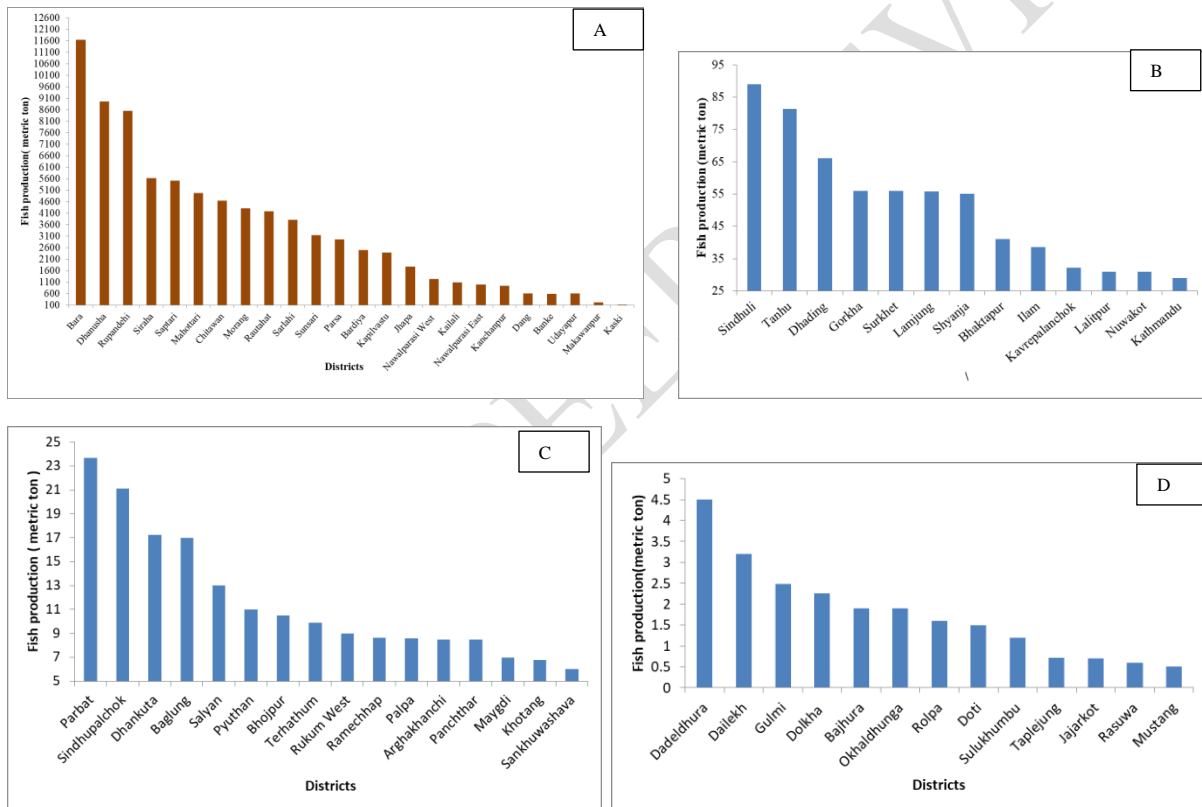 A
Fish production( metric ton)
12600
12100
11600
11100
10600
10100
9600
9100
8600
8100
7600
7100
6600
6100
5600
5100
4600
4100
3600
3100
2600
2100
1600
1100
600
100
Bara
Dhanusha
Rupandehi
Siraha
Saptari
Mahottari
Chitawan
Morang
Rautahat
Sarlahi
Sunsari
Parsa
Bardiya
Kapilvastu
Jhapa
Nawalparasi West
Kailali
Nawalparasi East
Kanchanpur
Dang
Banke
Udayapur
Makawanpur
Kaski
Districts
B
Fish production (metric ton)
95
85
75
65
55
45
35
25
Sindhuli
Tanhu
Dhading
Gorkha
Surkhet
Lamjung
Shyanja
Bhaktapur
Ilam
Kavrepalanchok
Lalitpur
Nuwakot
Kathmandu
/
C
Fish production ( metric ton )
25
23
21
19
17
15
13
11
9
7
5
Parbat
Sindhupalchok
Dhankuta
Baglung
Salyan
Pyuthan
Bhojpur
Terhathum
Rukum West
Ramechhap
Palpa
Arghakhanchi
Panchthar
Maygdi
Khotang
Sankhuwashava
Districts
D
Fish production(metric ton)
5
4.5
4
3.5
3
2.5
2
1.5
1
0.5
0
Dadeldhura
Dailekh
Gulmi
Dolkha
Bajhura
Okhaldhunga
Rolpa
Doti
Sulukhumbu
Taplejung
Jajarkot
Rasuwa
Mustang
Districts